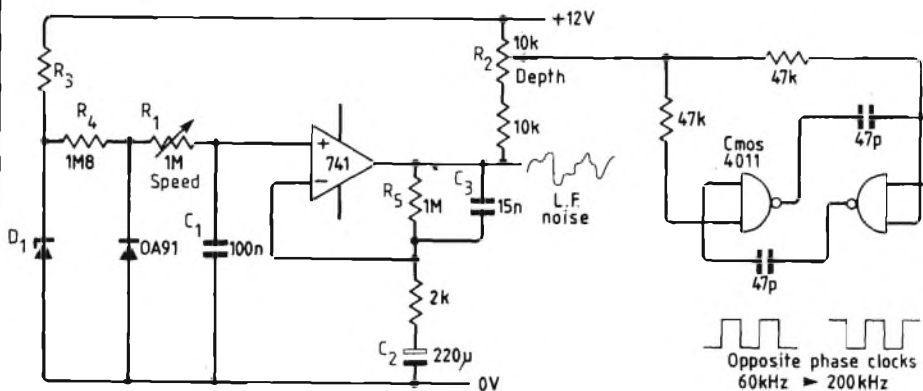 +12V
R3
R4
1M8
R1
1M
Speed
D1
OA91
C1
100n
+
−
741
R5
1M
C3
15n
2k
C2
220µ
0V
R2
10k
Depth
10k
L.F.
noise
47k
47k
47p
Cmos
4011
47p
Opposite phase clocks
60kHz ► 200kHz